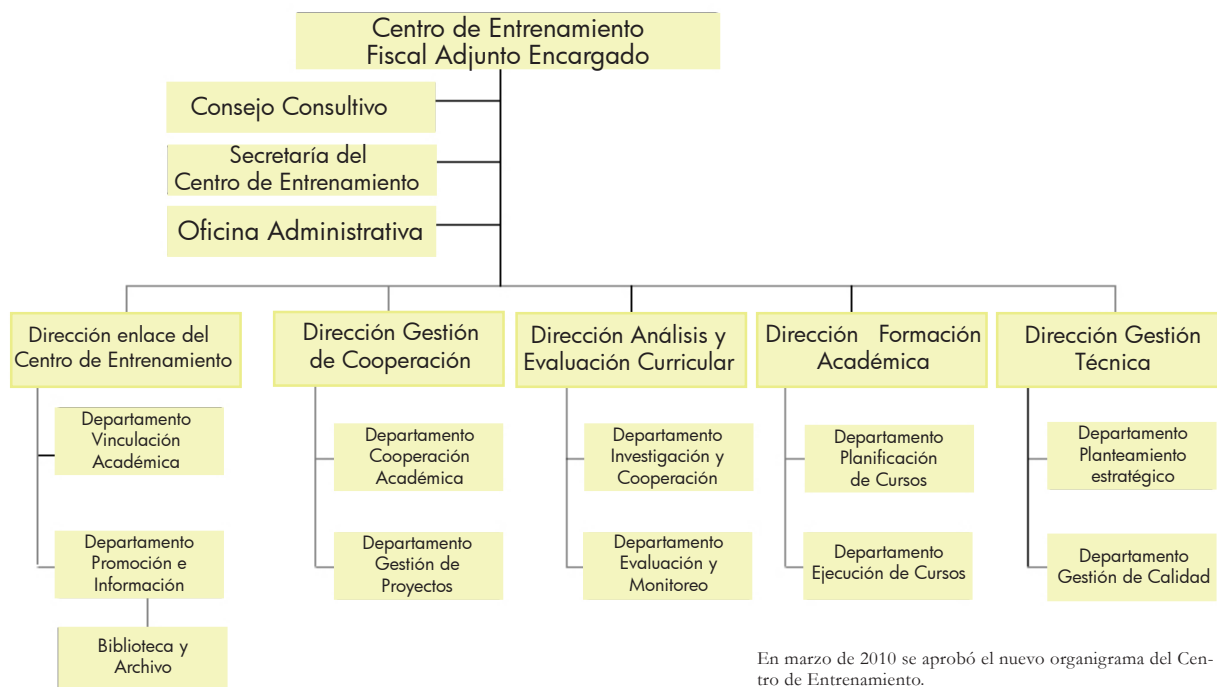 Centro de Entrenamiento
Fiscal Adjunto Encargado
Consejo Consultivo
Secretaría del
Centro de Entrenamiento
Oficina Administrativa
Dirección enlace del
Centro de Entrenamiento
Dirección Gestión
de Cooperación
Dirección Análisis y
Evaluación Curricular
Dirección Formación
Académica
Dirección Gestión
Técnica
Departamento
Vinculación
Académica
Departamento
Cooperación
Académica
Departamento
Investigación y
Cooperación
Departamento
Planificación
de Cursos
Departamento
Planteamiento
estratégico
Departamento
Promoción e
Información
Departamento
Gestión de
Proyectos
Departamento
Evaluación y
Monitoreo
Departamento
Ejecución de Cursos
Departamento
Gestión de Calidad
Biblioteca y
Archivo
En marzo de 2010 se aprobó el nuevo organigrama del Cen-
tro de Entrenamiento.